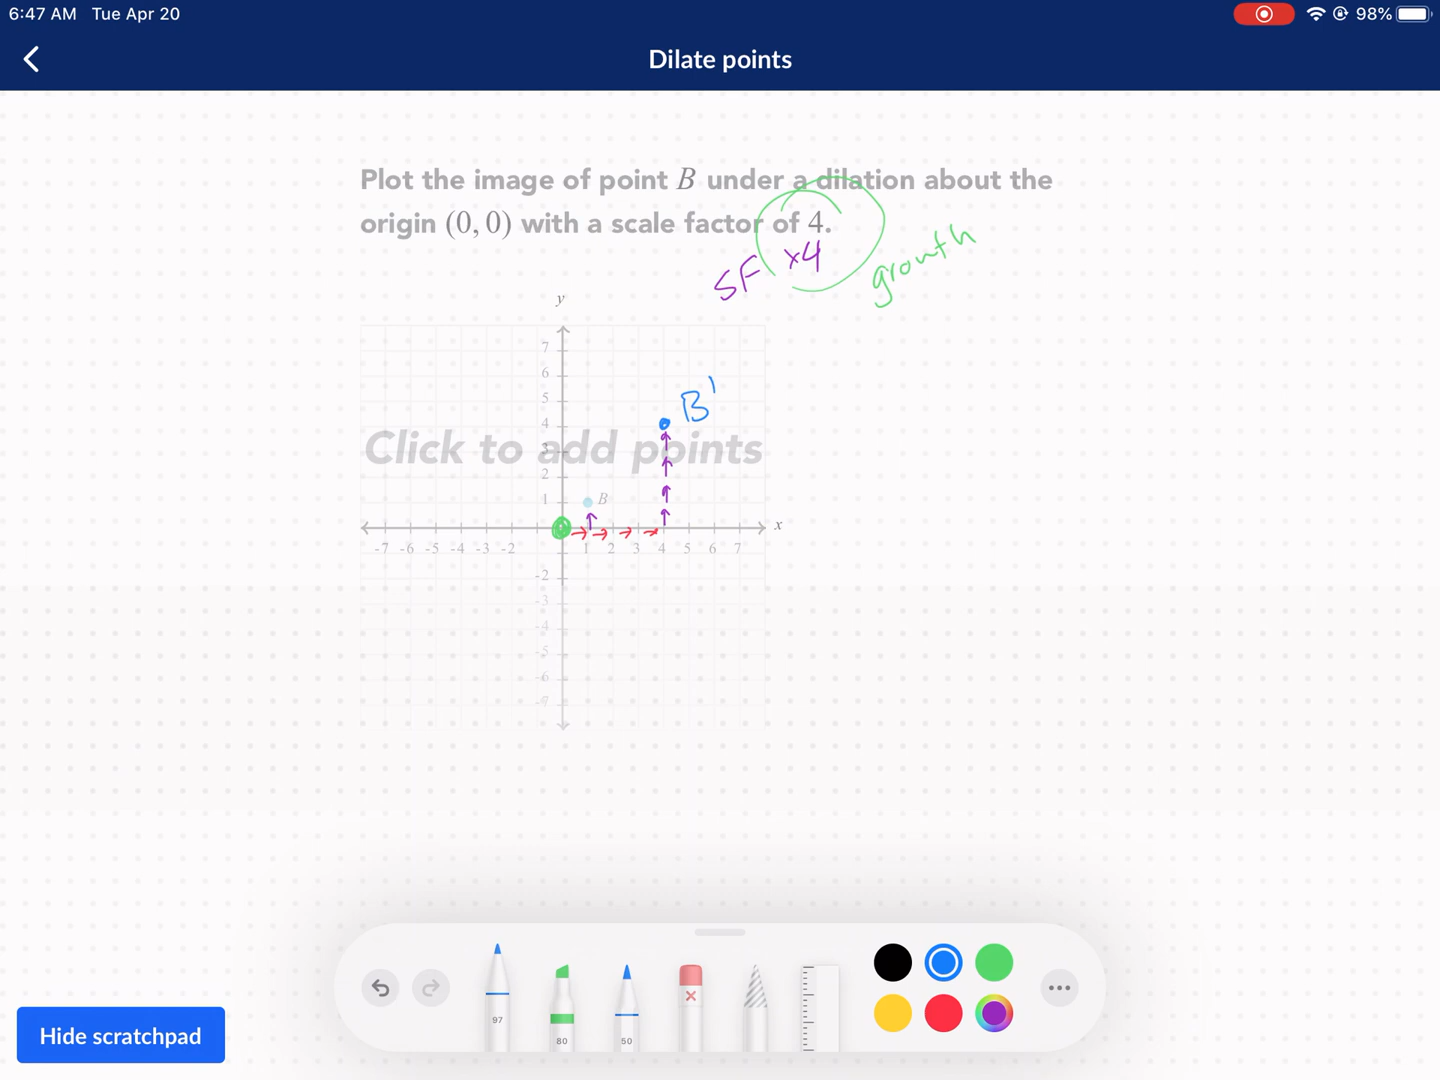 6:47 AM Tue Apr 20
98%
Dilate points
Plot the image of point B under a dilation about the
origin (0, 0) with a scale factor of 4.
SF ×4
growth
y
7
6
5
B'
4
Click to add points
3
2
1
B
x
-7 -6 -5 -4 -3 -2 1 2 3 4 5 6 7
-2
-3
-4
-5
-6
-7
97
80
50
Hide scratchpad